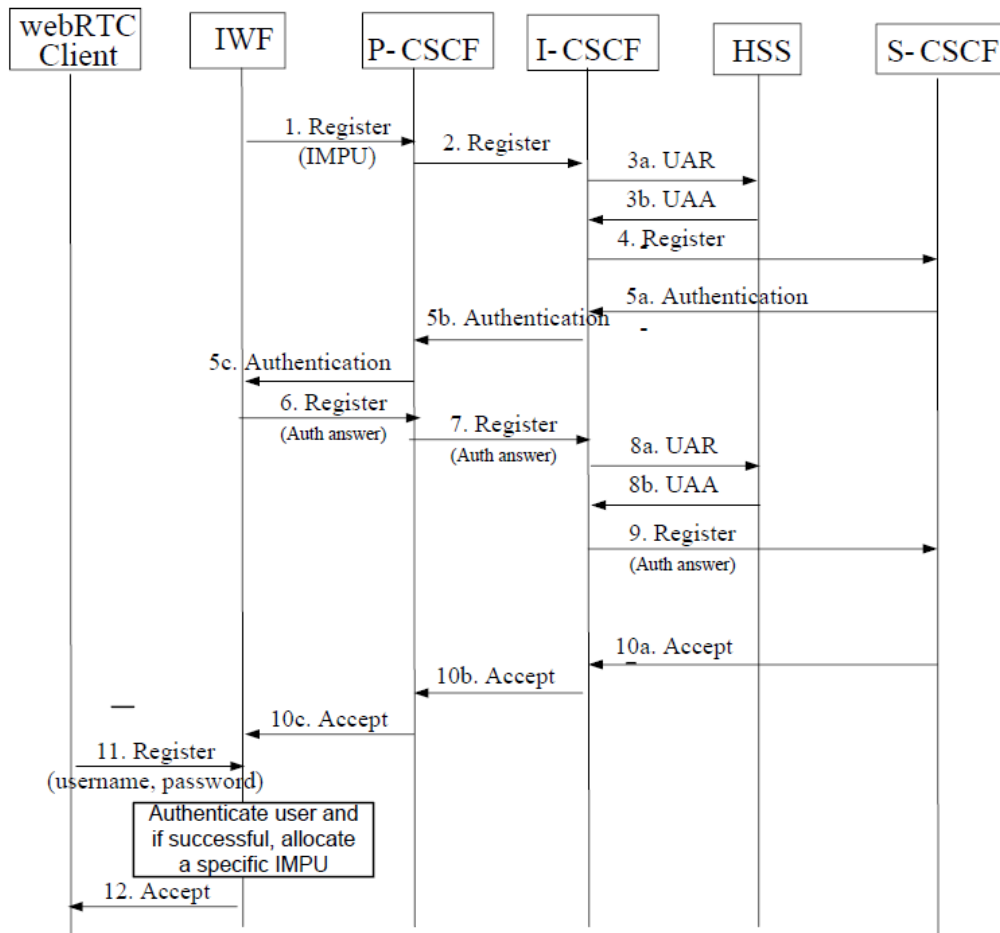 webRTC
Client
IWF
P-CSCF
I-CSCF
HSS
S-CSCF
1. Register
(IMPU)
2. Register
3a. UAR
3b. UAA
4. Register
5a. Authentication
5b. Authentication
5c. Authentication
6. Register
(Auth answer)
7. Register
(Auth answer)
8a. UAR
8b. UAA
9. Register
(Auth answer)
10a. Accept
10b. Accept
10c. Accept
11. Register
(username, password)
Authenticate user and
if successful, allocate
a specific IMPU
12. Accept